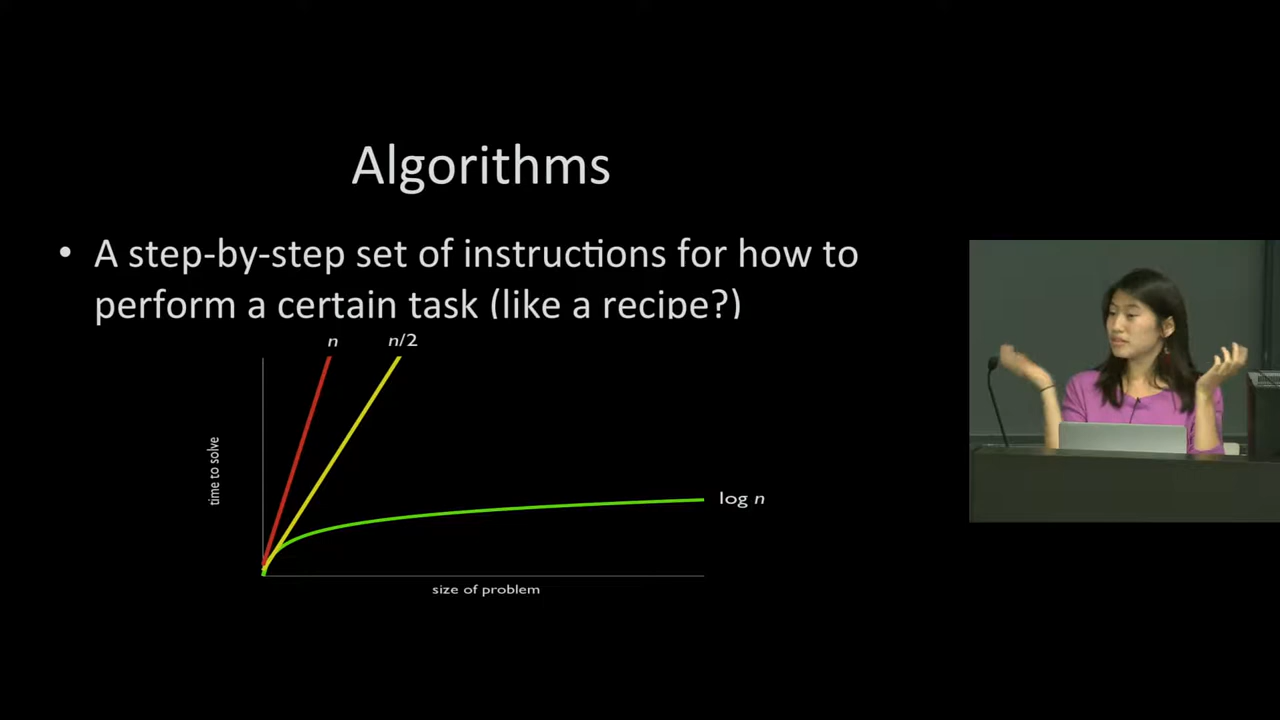 Algorithms
• A step-by-step set of instructions for how to
perform a certain task (like a recipe?)
n
n/2
time to solve
log n
size of problem